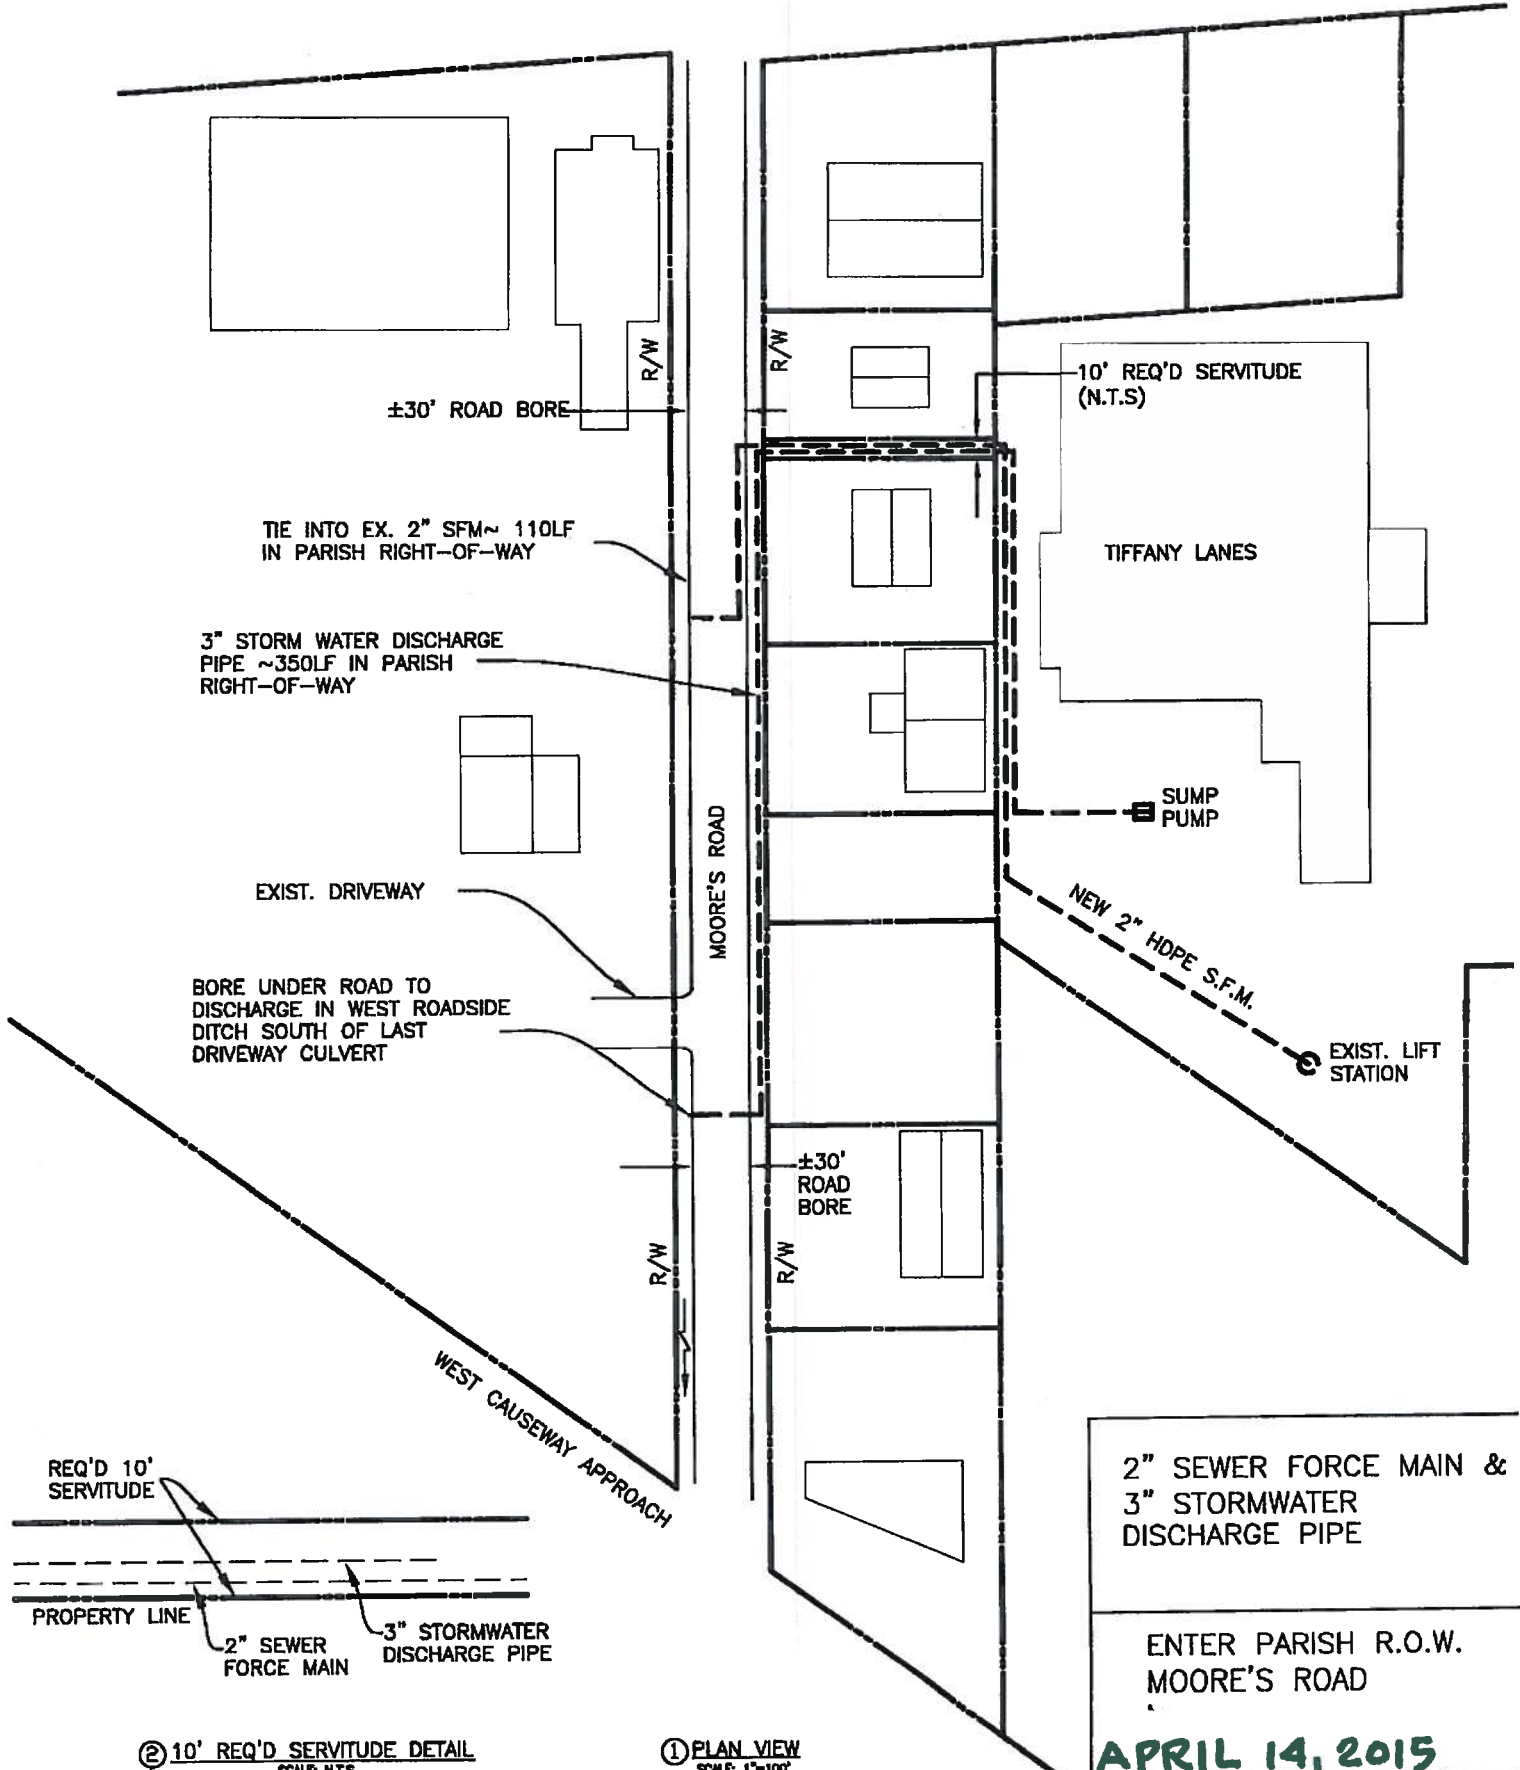 R/W
R/W
±30' ROAD BORE
10' REQ'D SERVITUDE
(N.T.S)
TIE INTO EX. 2" SFM~ 110LF
IN PARISH RIGHT-OF-WAY
TIFFANY LANES
3" STORM WATER DISCHARGE
PIPE ~350LF IN PARISH
RIGHT-OF-WAY
SUMP
PUMP
MOORE'S ROAD
EXIST. DRIVEWAY
NEW 2" HDPE S.F.M.
BORE UNDER ROAD TO
DISCHARGE IN WEST ROADSIDE
DITCH SOUTH OF LAST
DRIVEWAY CULVERT
EXIST. LIFT
STATION
±30'
ROAD
BORE
R/W
R/W
WEST CAUSEWAY APPROACH
REQ'D 10'
SERVITUDE
PROPERTY LINE
2" SEWER
FORCE MAIN
3" STORMWATER
DISCHARGE PIPE
2" SEWER FORCE MAIN &
3" STORMWATER
DISCHARGE PIPE
ENTER PARISH R.O.W.
MOORE'S ROAD
2 10' REQ'D SERVITUDE DETAIL
SCALE: N.T.S.
1 PLAN VIEW
SCALE: 1"=100'
APRIL 14, 2015